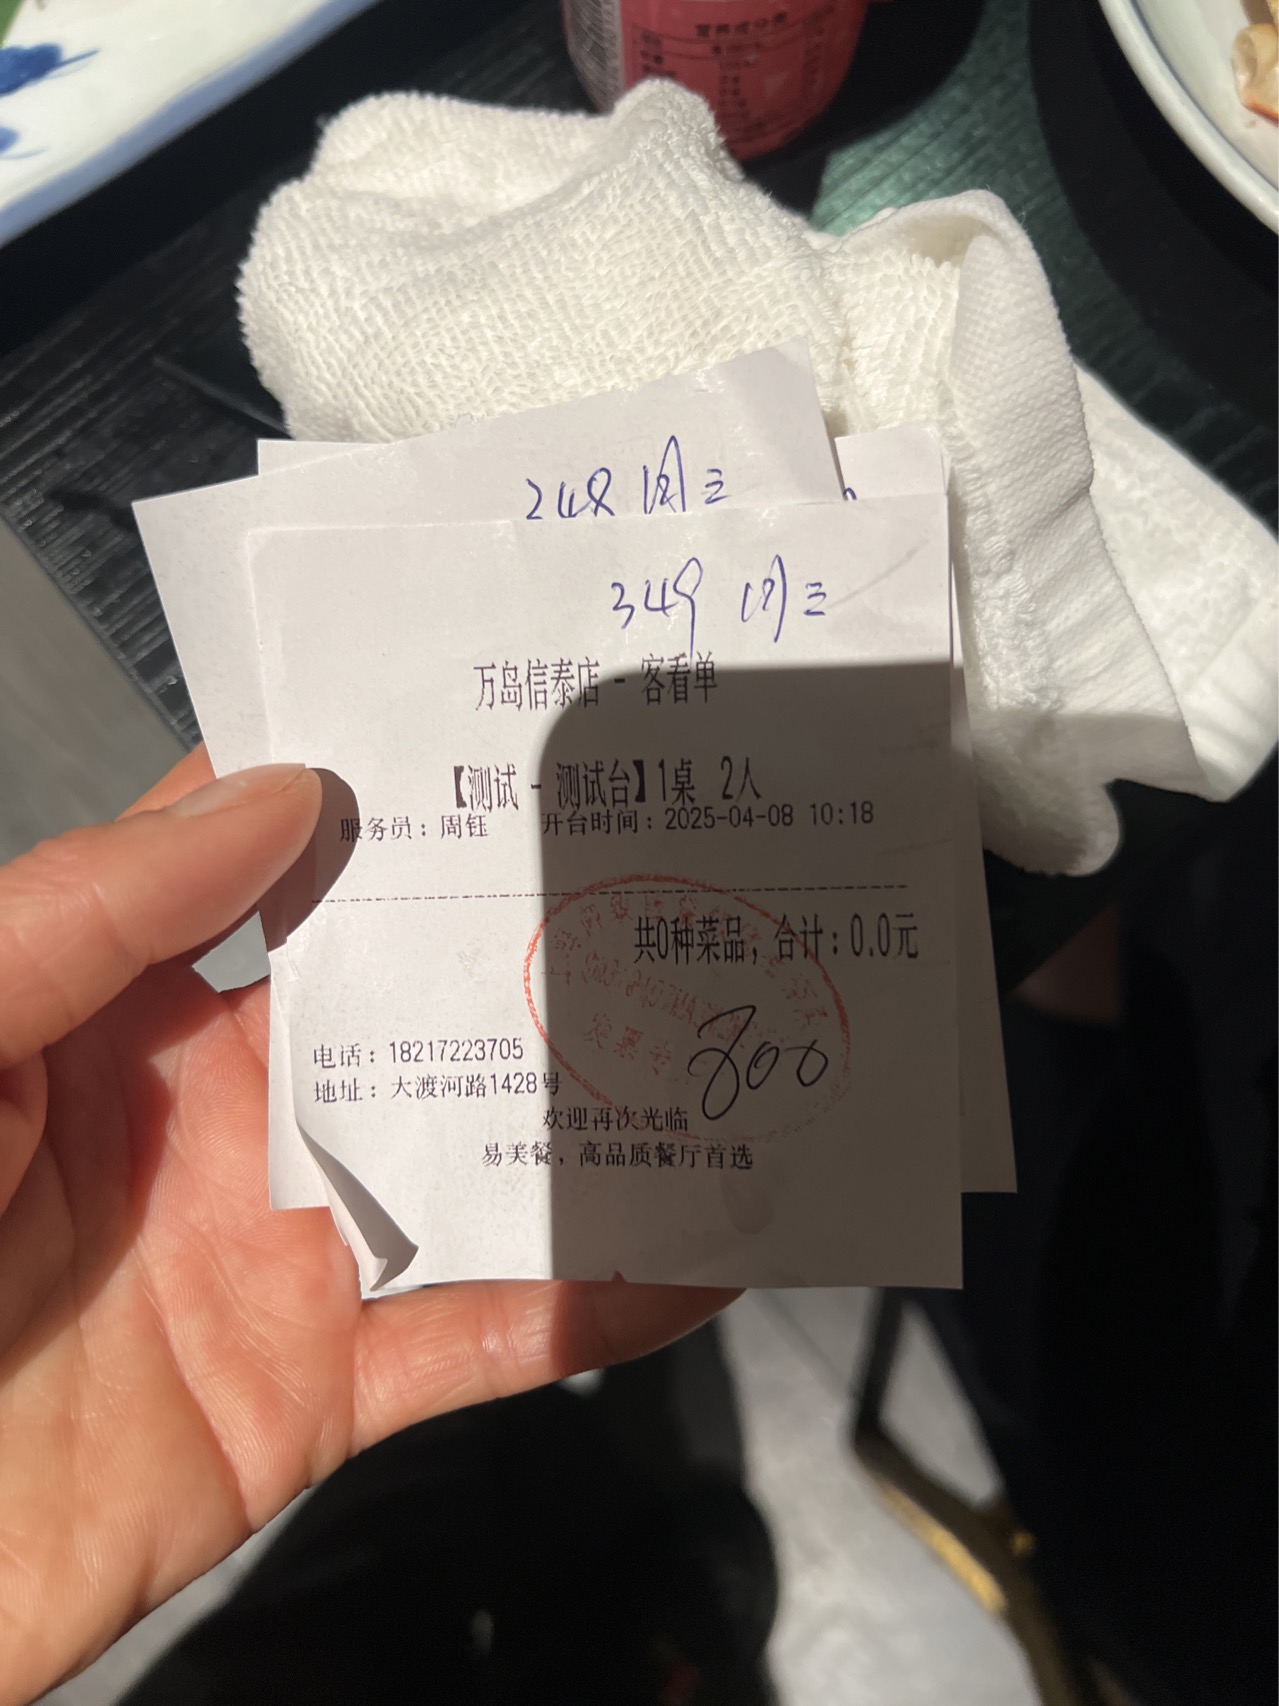 248 周三
349 周三
万岛信泰店 - 客看单
【测试 - 测试台】1桌 2人
服务员：周钰 开台时间：2025-04-08 10:18
共0种菜品，合计：0.0元
800
电话：18217223705
地址：大渡河路1428号
欢迎再次光临
易美餐，高品质餐厅首选